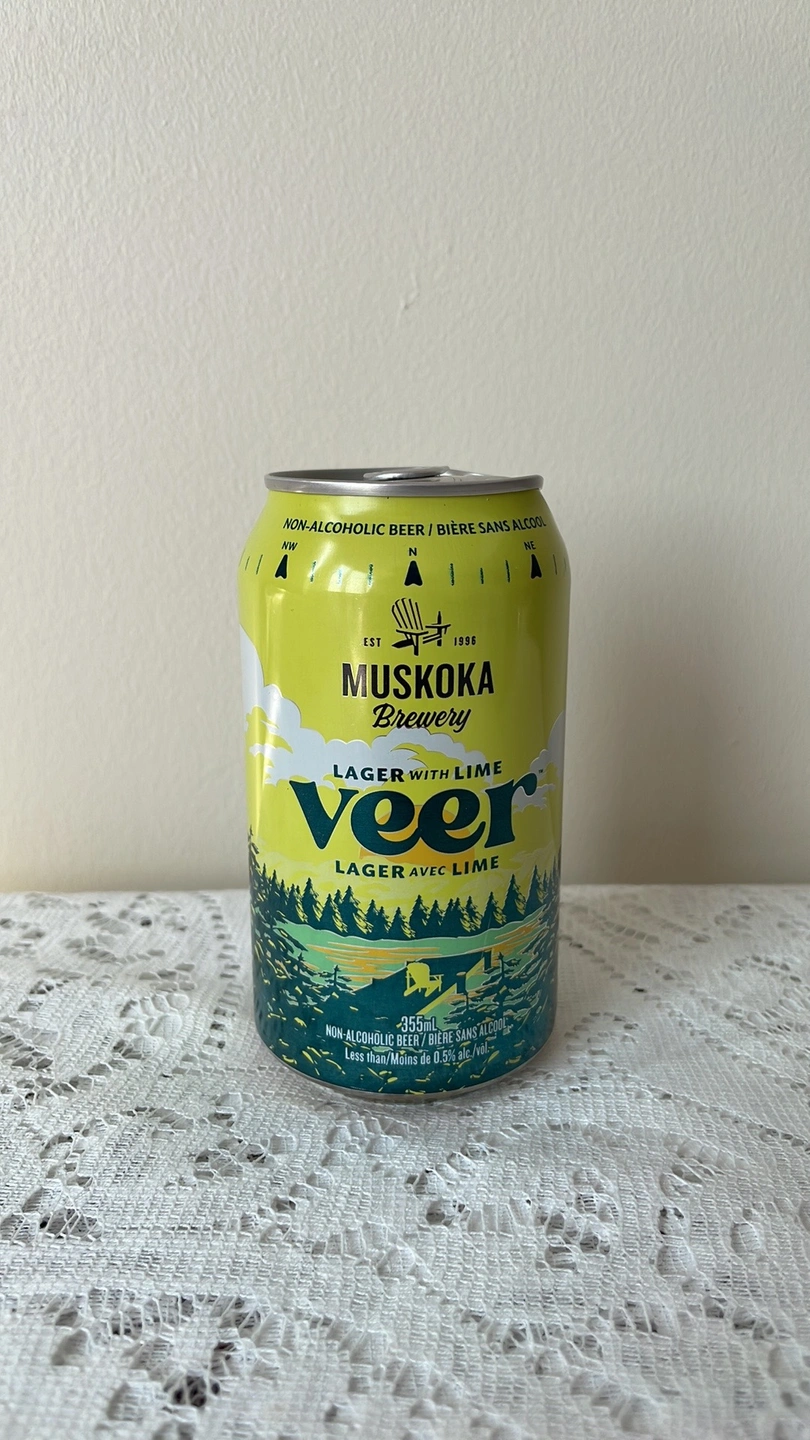 NON-ALCOHOLIC BEER / BIÈRE SANS ALCOOL
NW N NE
EST 1996
MUSKOKA
Brewery
LAGER WITH LIME
veer™
LAGER AVEC LIME
355mL
NON-ALCOHOLIC BEER / BIÈRE SANS ALCOOL
Less than/Moins de 0.5% alc./vol.